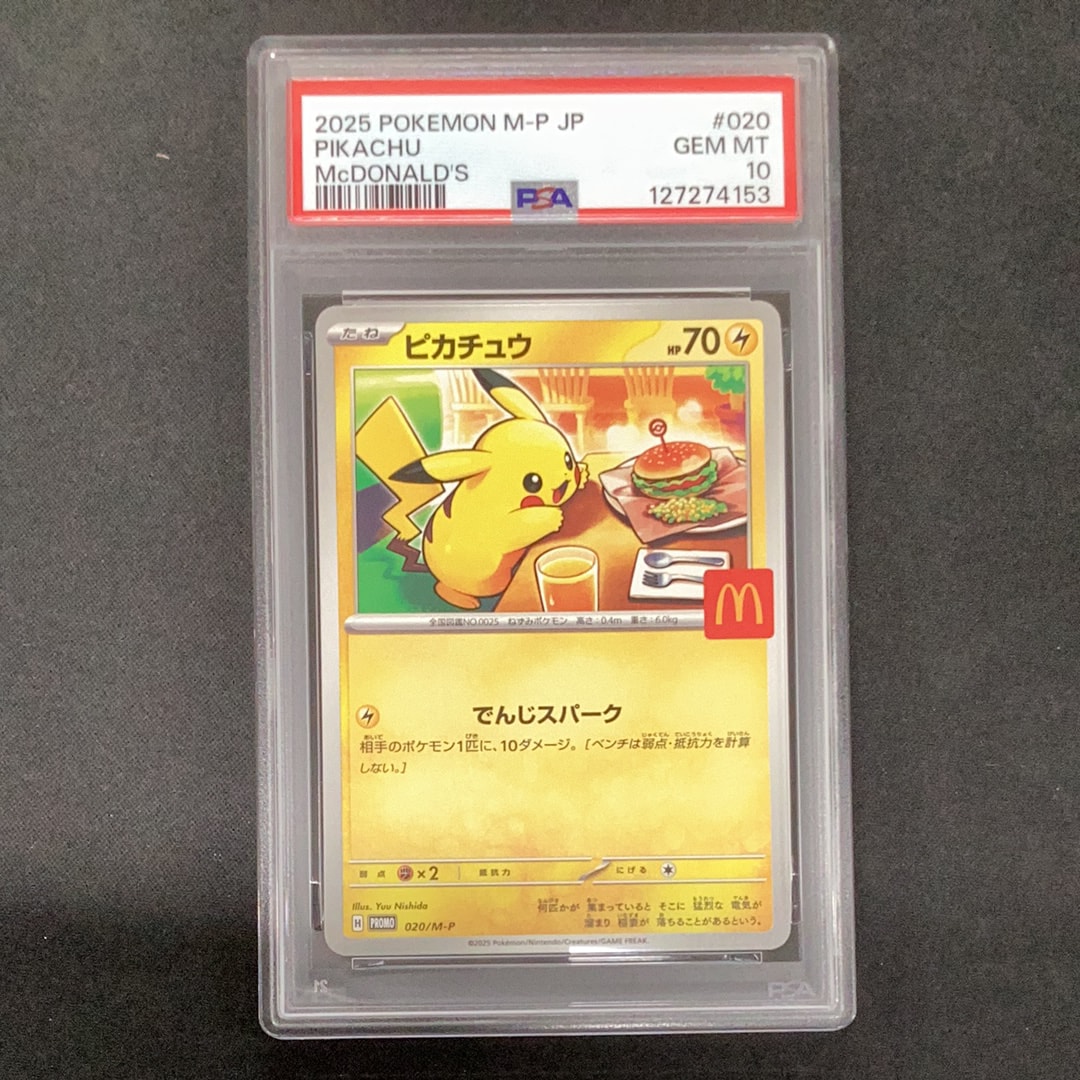 2025 POKEMON M-P JP #020
PIKACHU GEM MT
McDONALD'S 10
PSA 127274153
たね ピカチュウ HP70
全国図鑑NO.0025 ねずみポケモン 高さ:0.4m 重さ:6.0kg
でんじスパーク
相手のポケモン1匹に、10ダメージ。[ベンチは弱点・抵抗力を計算
しない。]
弱点 ×2 抵抗力 にげる
Illus. Yuu Nishida
何匹かが 集まっていると そこに 猛烈な 電気が
溜まり 稲妻が 落ちることがあるという。
H PROMO 020/M-P
©2025 Pokémon/Nintendo/Creatures/GAME FREAK.
PSA